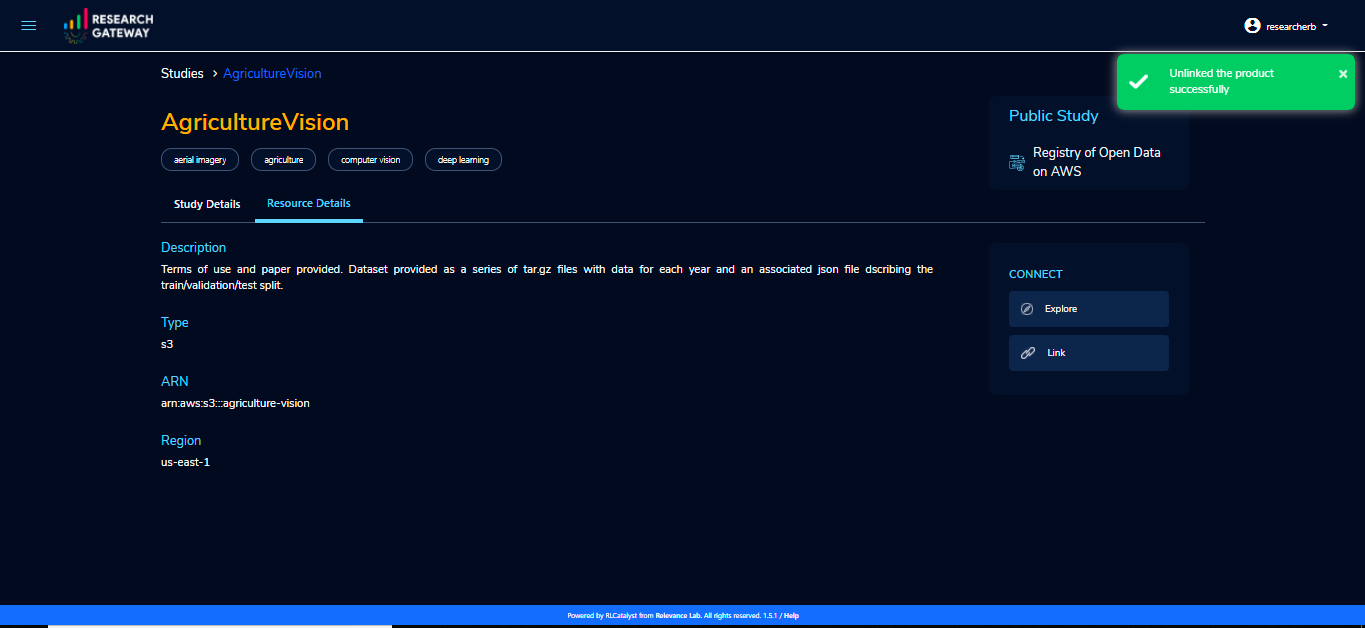 RESEARCH
GATEWAY
researcherb
Studies > AgricultureVision
Unlinked the product
successfully
×
AgricultureVision
aerial imagery
agriculture
computer vision
deep learning
Public Study
Registry of Open Data
on AWS
Study Details
Resource Details
Description
Terms of use and paper provided. Dataset provided as a series of tar.gz files with data for each year and an associated json file dscribing the
train/validation/test split.
Type
s3
ARN
arn:aws:s3:::agriculture-vision
Region
us-east-1
CONNECT
Explore
Link
Powered by RLCatalyst from Relevance Lab. All rights reserved. 1.5.1 / Help